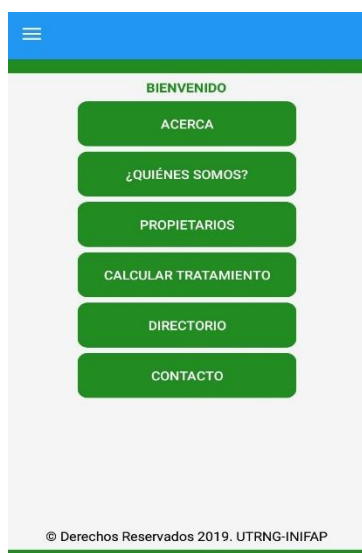 BIENVENIDO
ACERCA
¿QUIÉNES SOMOS?
PROPIETARIOS
CALCULAR TRATAMIENTO
DIRECTORIO
CONTACTO
© Derechos Reservados 2019. UTRNG-INIFAP